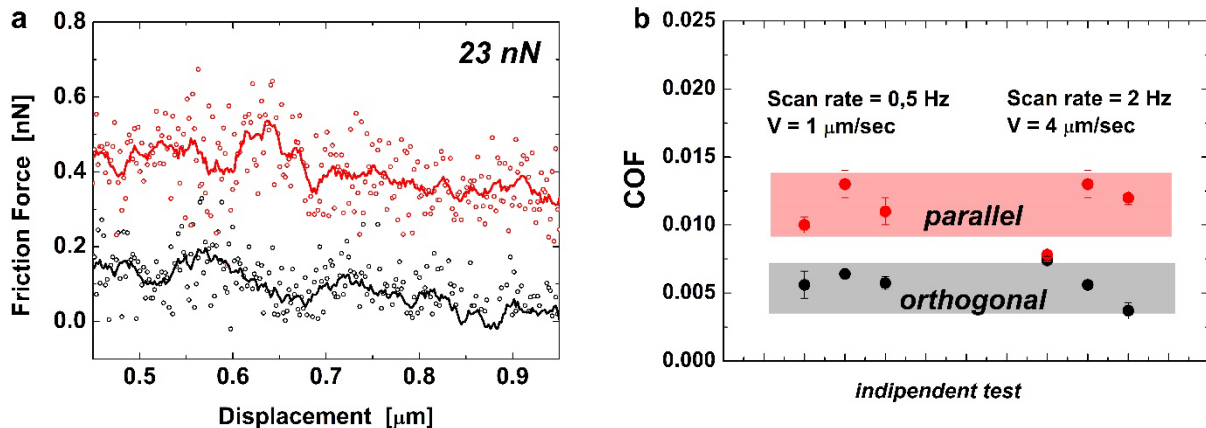 a
23 nN
Friction Force [nN]
0.8
0.6
0.4
0.2
0.0
0.5 0.6 0.7 0.8 0.9
Displacement [μm]
b
COF
0.025
0.020
0.015
0.010
0.005
0.000
Scan rate = 0,5 Hz
V = 1 μm/sec
Scan rate = 2 Hz
V = 4 μm/sec
parallel
orthogonal
indipendent test